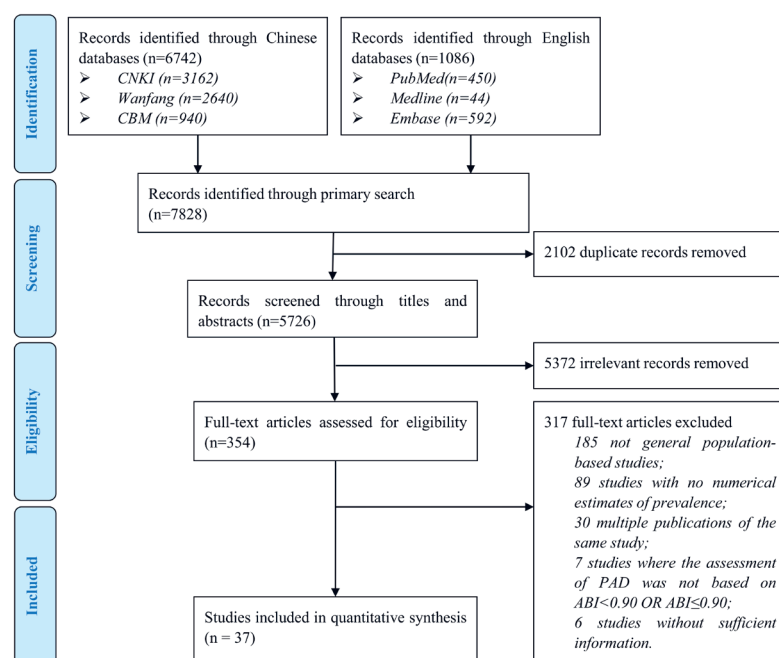 Identification
Records identified through Chinese
databases (n=6742)
➢ CNKI (n=3162)
➢ Wanfang (n=2640)
➢ CBM (n=940)
Records identified through English
databases (n=1086)
➢ PubMed(n=450)
➢ Medline (n=44)
➢ Embase (n=592)
Records identified through primary search
(n=7828)
Screening
2102 duplicate records removed
Records screened through titles and
abstracts (n=5726)
5372 irrelevant records removed
Eligibility
Full-text articles assessed for eligibility
(n=354)
317 full-text articles excluded
185 not general population-
based studies;
89 studies with no numerical
estimates of prevalence;
30 multiple publications of the
same study;
7 studies where the assessment
of PAD was not based on
ABI<0.90 OR ABI≤0.90;
6 studies without sufficient
information.
Included
Studies included in quantitative synthesis
(n = 37)